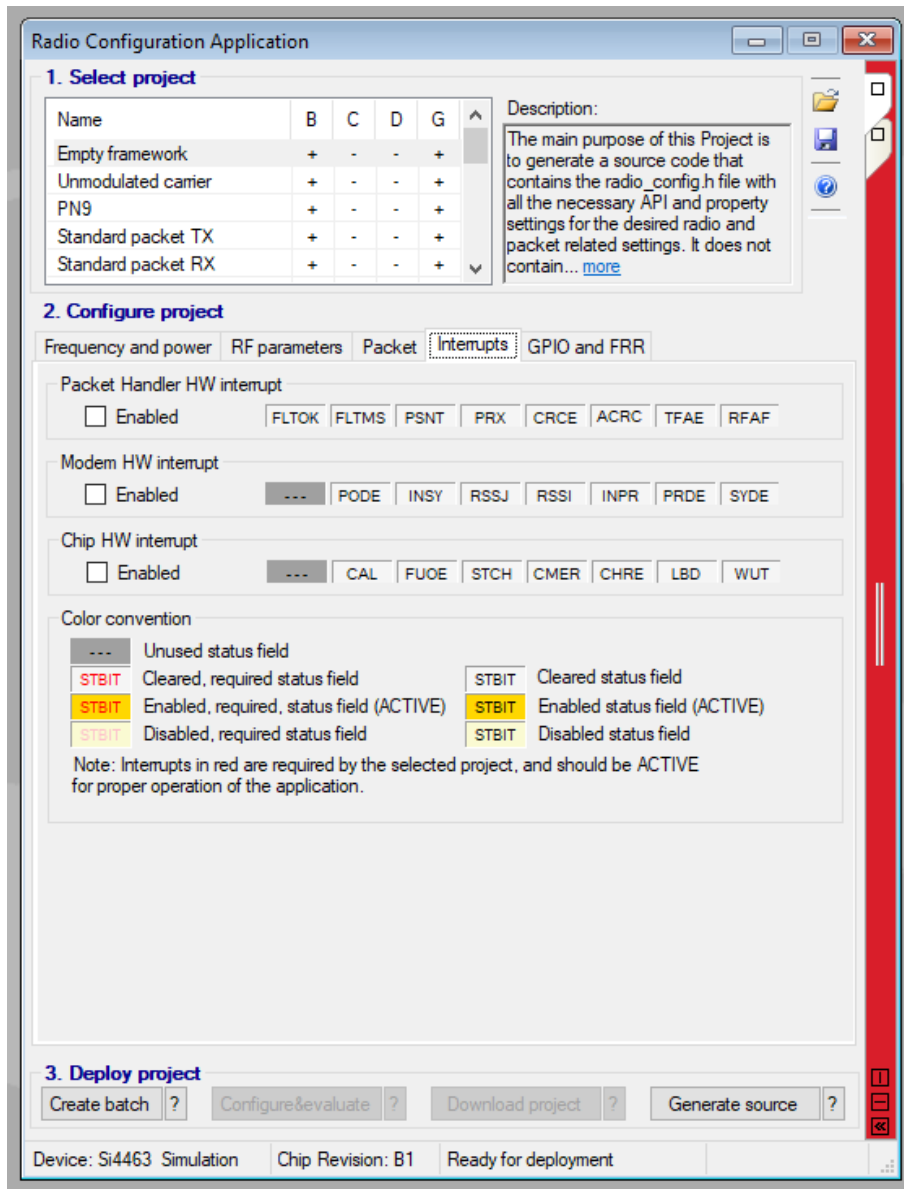 Radio Configuration Application
1. Select project
Name B C D G
Empty framework + - - +
Unmodulated carrier + - - +
PN9 + - - +
Standard packet TX + - - +
Standard packet RX + - - +
Description:
The main purpose of this Project is
to generate a source code that
contains the radio_config.h file with
all the necessary API and property
settings for the desired radio and
packet related settings. It does not
contain... more
2. Configure project
Frequency and power RF parameters Packet Interrupts GPIO and FRR
Packet Handler HW interrupt
Enabled FLTOK FLTMS PSNT PRX CRCE ACRC TFAE RFAF
Modem HW interrupt
Enabled --- PODE INSY RSSJ RSSI INPR PRDE SYDE
Chip HW interrupt
Enabled --- CAL FUOE STCH CMER CHRE LBD WUT
Color convention
--- Unused status field
STBIT Cleared, required status field STBIT Cleared status field
STBIT Enabled, required, status field (ACTIVE) STBIT Enabled status field (ACTIVE)
STBIT Disabled, required status field STBIT Disabled status field
Note: Interrupts in red are required by the selected project, and should be ACTIVE
for proper operation of the application.
3. Deploy project
Create batch ? Configure&evaluate ? Download project ? Generate source ?
Device: Si4463 Simulation Chip Revision: B1 Ready for deployment